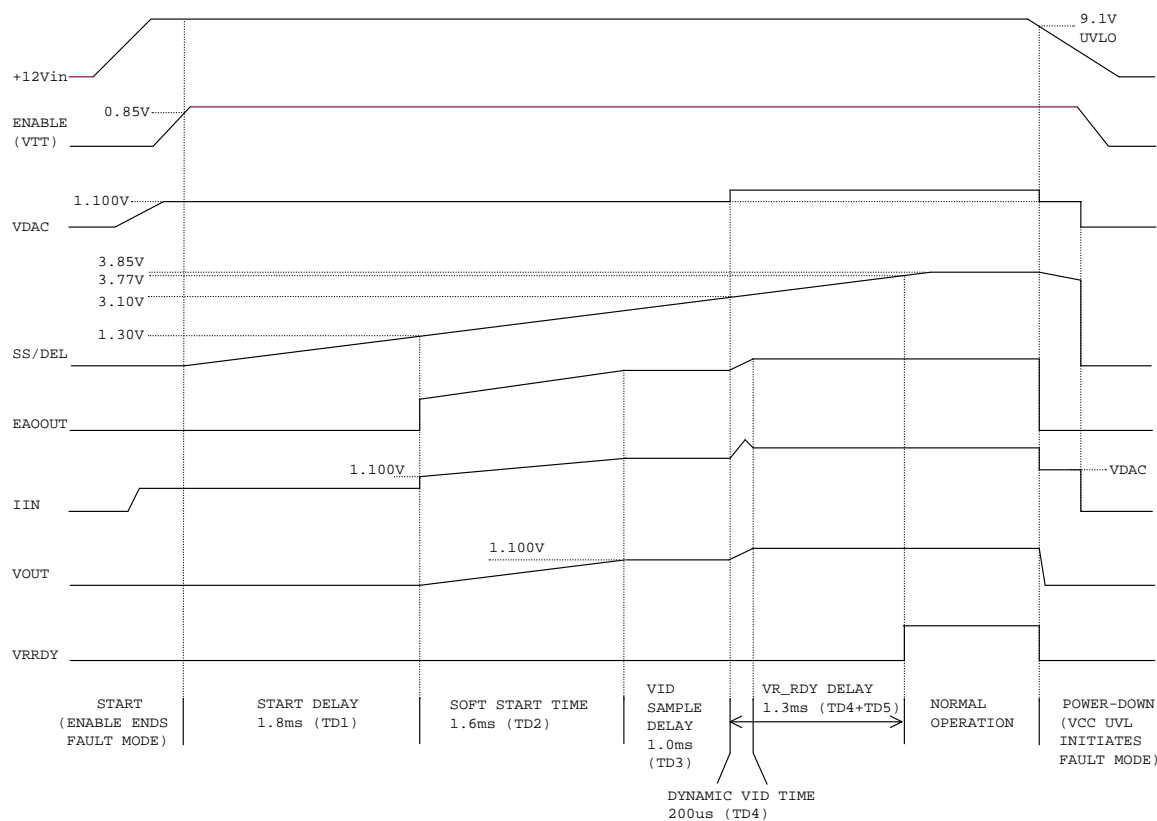 9.1V
UVLO
+12Vin
0.85V
ENABLE
(VTT)
1.100V
VDAC
3.85V
3.77V
3.10V
1.30V
SS/DEL
EAOOUT
1.100V
VDAC
IIN
1.100V
VOUT
VRRDY
START
(ENABLE ENDS
FAULT MODE)
START DELAY
1.8ms (TD1)
SOFT START TIME
1.6ms (TD2)
VID
SAMPLE
DELAY
1.0ms
(TD3)
VR_RDY DELAY
1.3ms (TD4+TD5)
NORMAL
OPERATION
POWER-DOWN
(VCC UVL
INITIATES
FAULT MODE)
DYNAMIC VID TIME
200us (TD4)